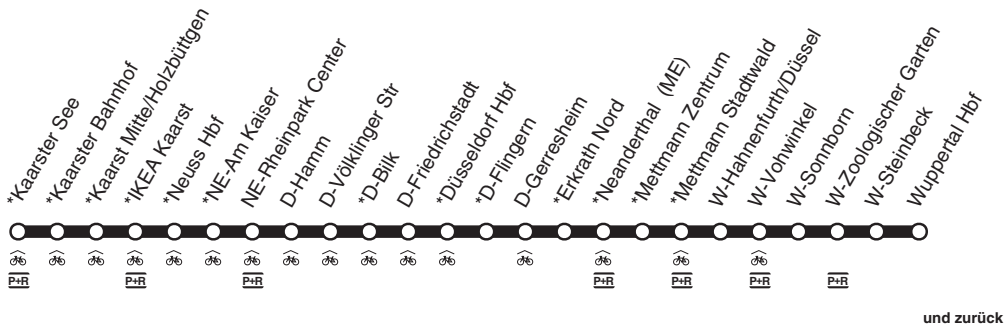 *Kaarster See
*Kaarster Bahnhof
*Kaarst Mitte/Holzbüttgen
*IKEA Kaarst
*Neuss Hbf
*NE-Am Kaiser
NE-Rheinpark Center
D-Hamm
D-Völklinger Str
*D-Bilk
D-Friedrichstadt
*Düsseldorf Hbf
*D-Flingern
D-Gerresheim
*Erkrath Nord
*Neanderthal (ME)
*Mettmann Zentrum
*Mettmann Stadtwald
W-Hahnenfurth/Düssel
W-Vohwinkel
W-Sonnborn
W-Zoologischer Garten
W-Steinbeck
Wuppertal Hbf
P+R P+R P+R P+R P+R P+R P+R
und zurück